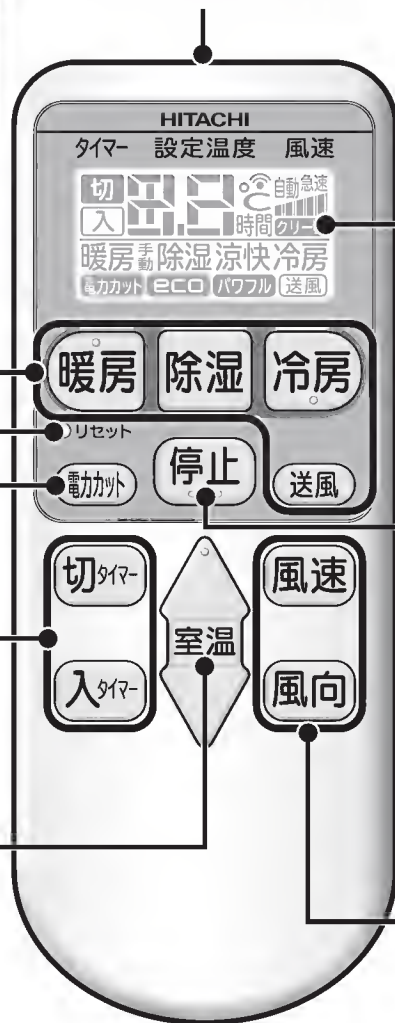 HITACHI
タイマー 設定温度 風速
切 8.8 ℃ 自動 急速
入 時間 クリーン
暖房 手動 除湿 涼快 冷房
電力カット eco パワフル 送風
暖房 除湿 冷房
リセット
電力カット 停止 送風
切タイマー 室温 風速
入タイマー 風向